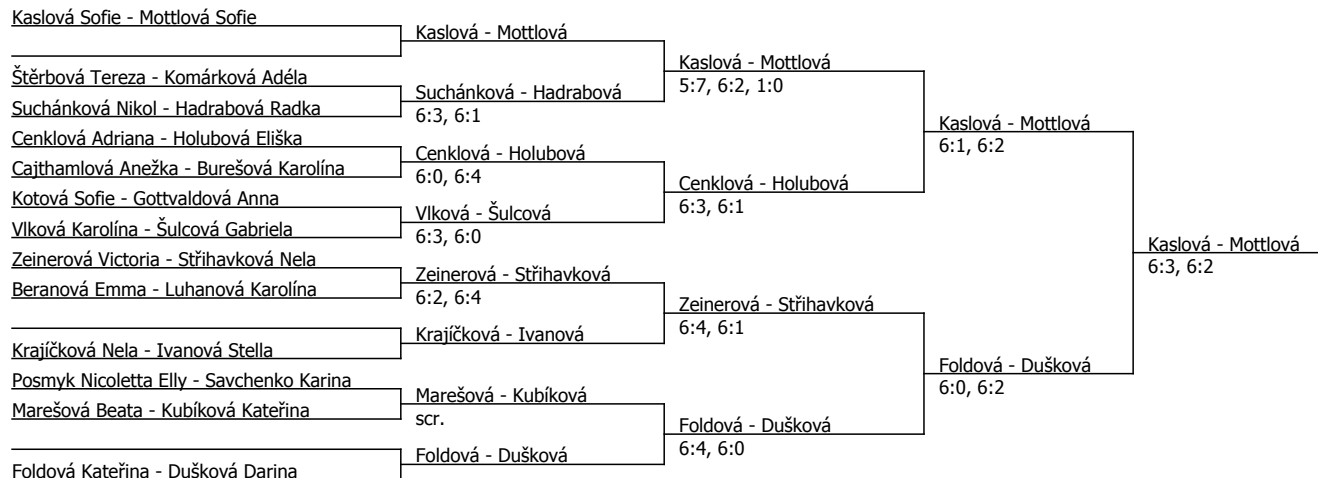 Kaslová Sofie - Mottlová Sofie
Štěrbová Tereza - Komárková Adéla
Suchánková Nikol - Hadrabová Radka
Cenklová Adriana - Holubová Eliška
Cajthamlová Anežka - Burešová Karolína
Kotová Sofie - Gottvaldová Anna
Vlková Karolína - Šulcová Gabriela
Zeinerová Victoria - Střihavková Nela
Beranová Emma - Luhanová Karolína
Krajíčková Nela - Ivanová Stella
Posmyk Nicoletta Elly - Savchenko Karina
Marešová Beata - Kubíková Kateřina
Foldová Kateřina - Dušková Darina
Kaslová - Mottlová
Suchánková - Hadrabová
6:3, 6:1
Cenklová - Holubová
6:0, 6:4
Vlková - Šulcová
6:3, 6:0
Zeinerová - Střihavková
6:2, 6:4
Krajíčková - Ivanová
Marešová - Kubíková
scr.
Foldová - Dušková
Kaslová - Mottlová
5:7, 6:2, 1:0
Cenklová - Holubová
6:3, 6:1
Zeinerová - Střihavková
6:4, 6:1
Foldová - Dušková
6:4, 6:0
Kaslová - Mottlová
6:1, 6:2
Foldová - Dušková
6:0, 6:2
Kaslová - Mottlová
6:3, 6:2